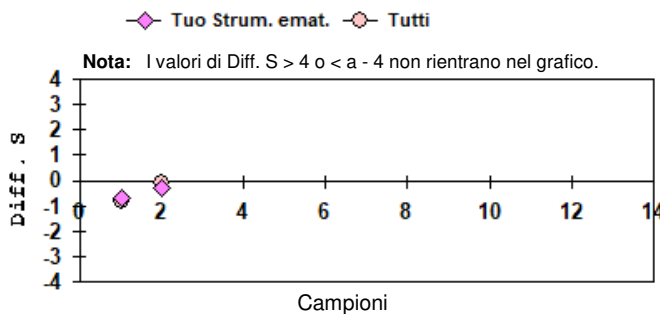 Tuo Strum. emat. Tutti
Nota: I valori di Diff. S > 4 o < a - 4 non rientrano nel grafico.
4
3
2
1
0
-1
-2
-3
-4
Diff. S
0 2 4 6 8 10 12 14
Campioni